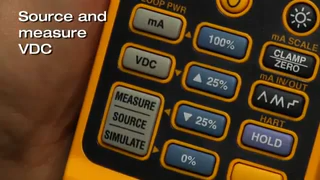 Source and
measure
VDC
LOOP PWR
mA
100%
mA SCALE
CLAMP
ZERO
VDC
▲ 25%
mA IN/OUT
MEASURE
SOURCE
SIMULATE
▼ 25%
HART
HOLD
0%